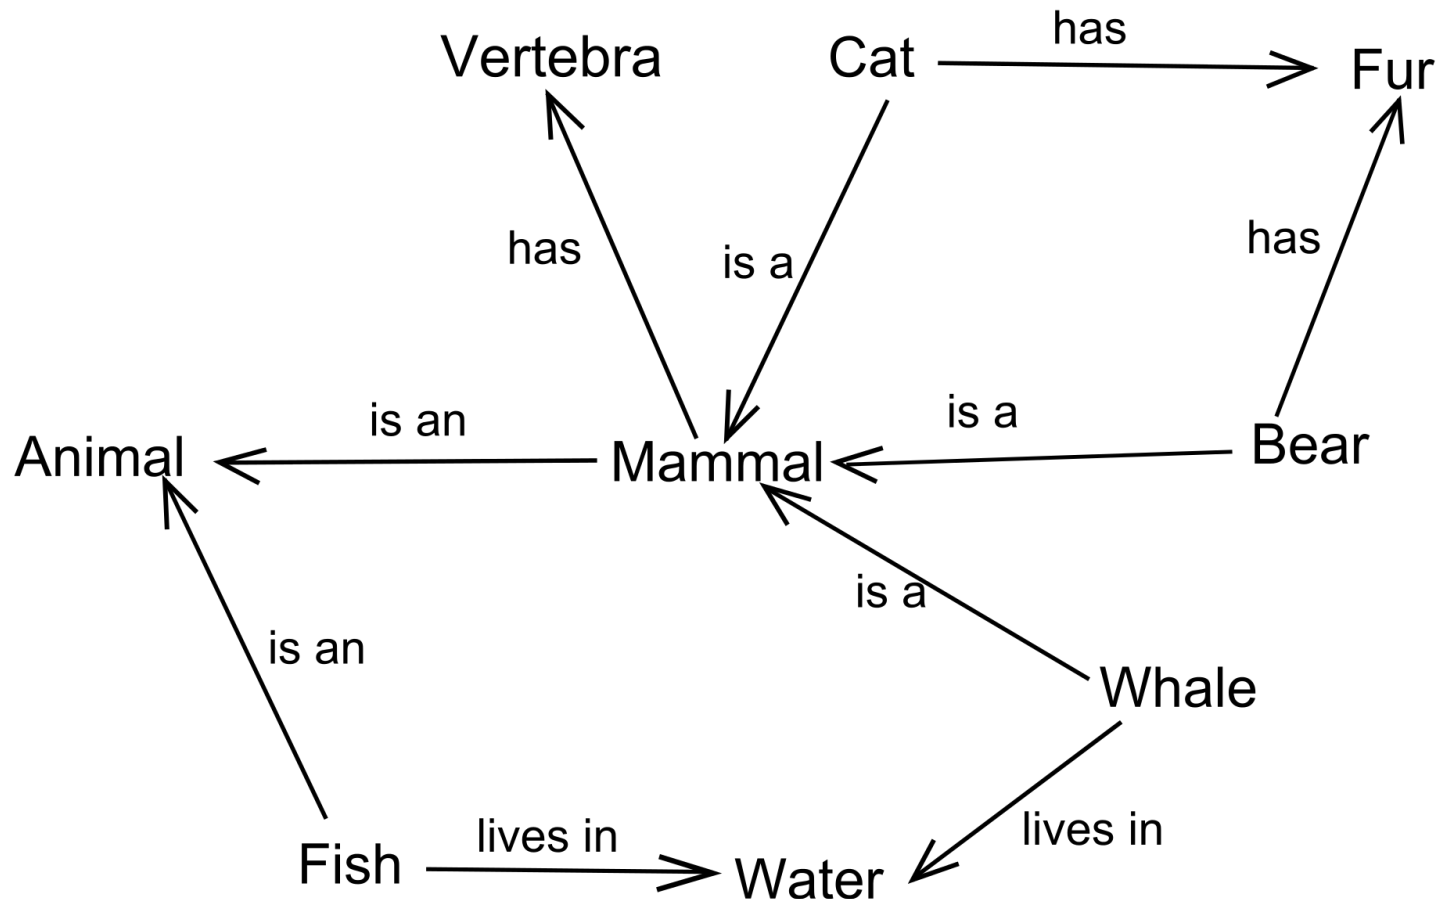 has
Vertebra
Cat
Fur
has
has
is a
is an
is a
Animal
Mammal
Bear
is a
is an
Whale
lives in
lives in
Fish
Water